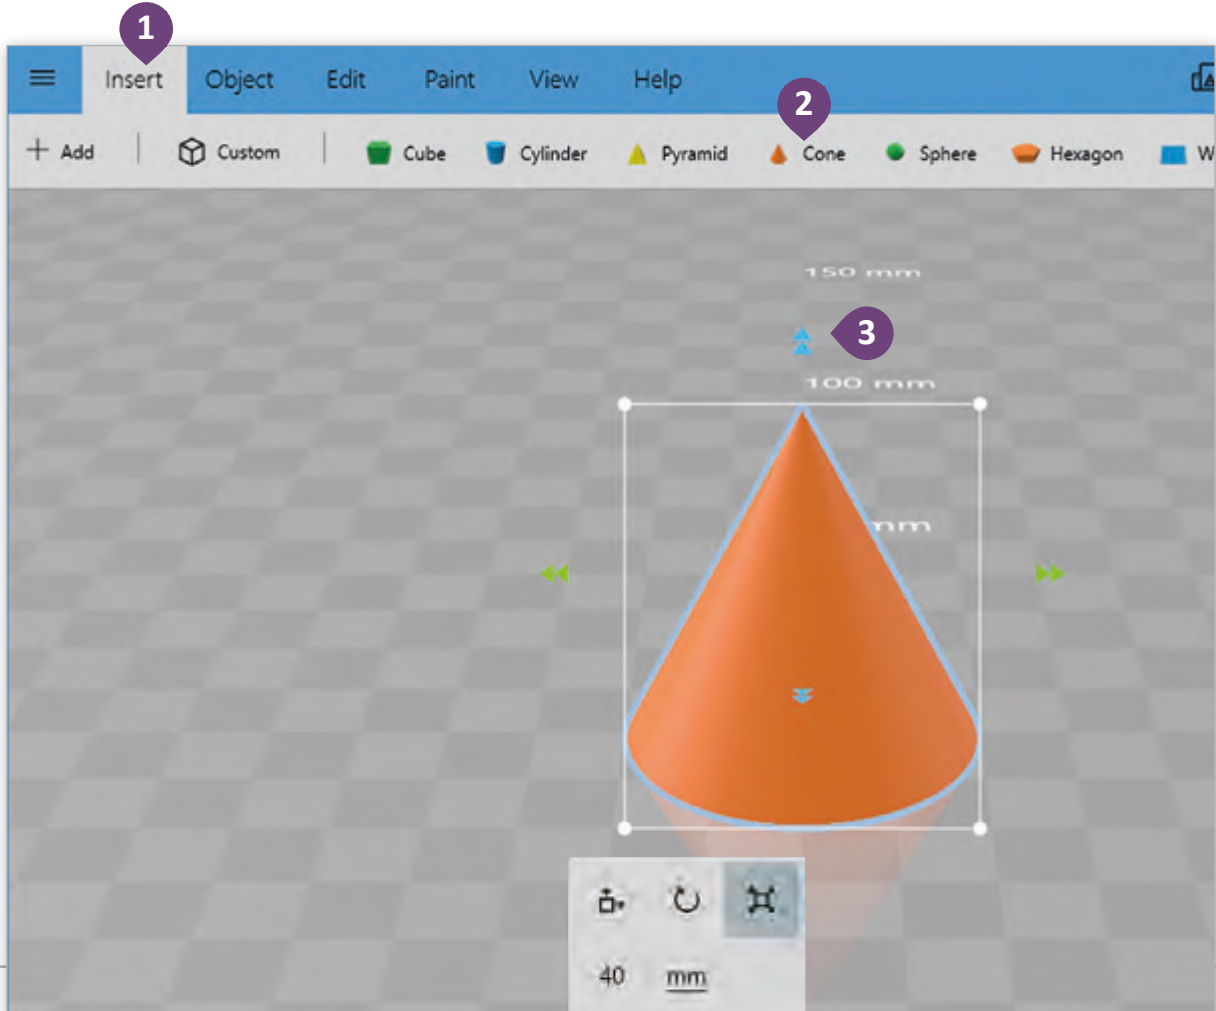 1
Insert Object Edit Paint View Help
2
Add Custom Cube Cylinder Pyramid Cone Sphere Hexagon W
150 mm
3
100 mm
mm
40 mm